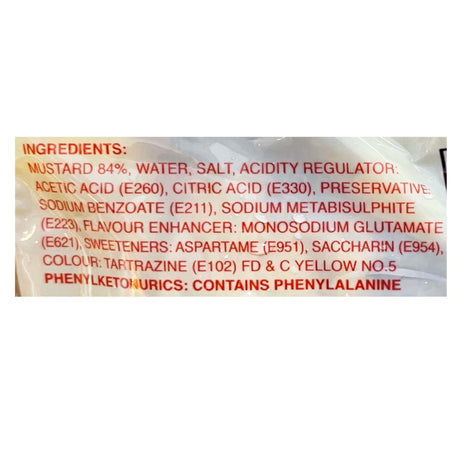 INGREDIENTS:
MUSTARD 84%, WATER, SALT, ACIDITY REGULATOR:
ACETIC ACID (E260), CITRIC ACID (E330), PRESERVATIVE:
SODIUM BENZOATE (E211), SODIUM METABISULPHITE
(E223), FLAVOUR ENHANCER: MONOSODIUM GLUTAMATE
(E621), SWEETENERS: ASPARTAME (E951), SACCHARIN (E954),
COLOUR: TARTRAZINE (E102) FD & C YELLOW NO.5
PHENYLKETONURICS: CONTAINS PHENYLALANINE